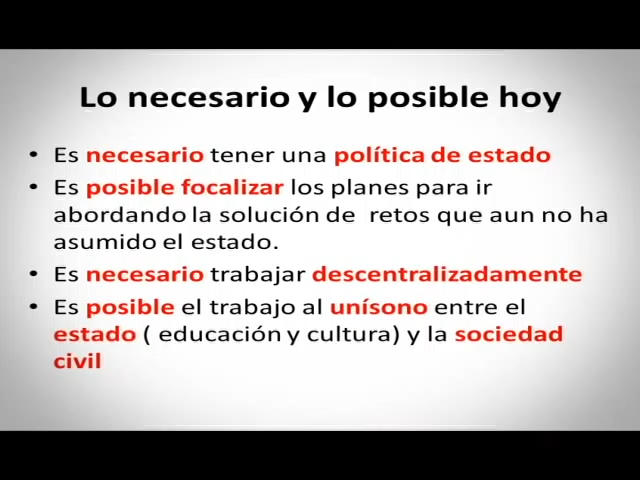 Lo necesario y lo posible hoy
• Es necesario tener una política de estado
• Es posible focalizar los planes para ir
abordando la solución de retos que aun no ha
asumido el estado.
• Es necesario trabajar descentralizadamente
• Es posible el trabajo al unísono entre el
estado ( educación y cultura) y la sociedad
civil